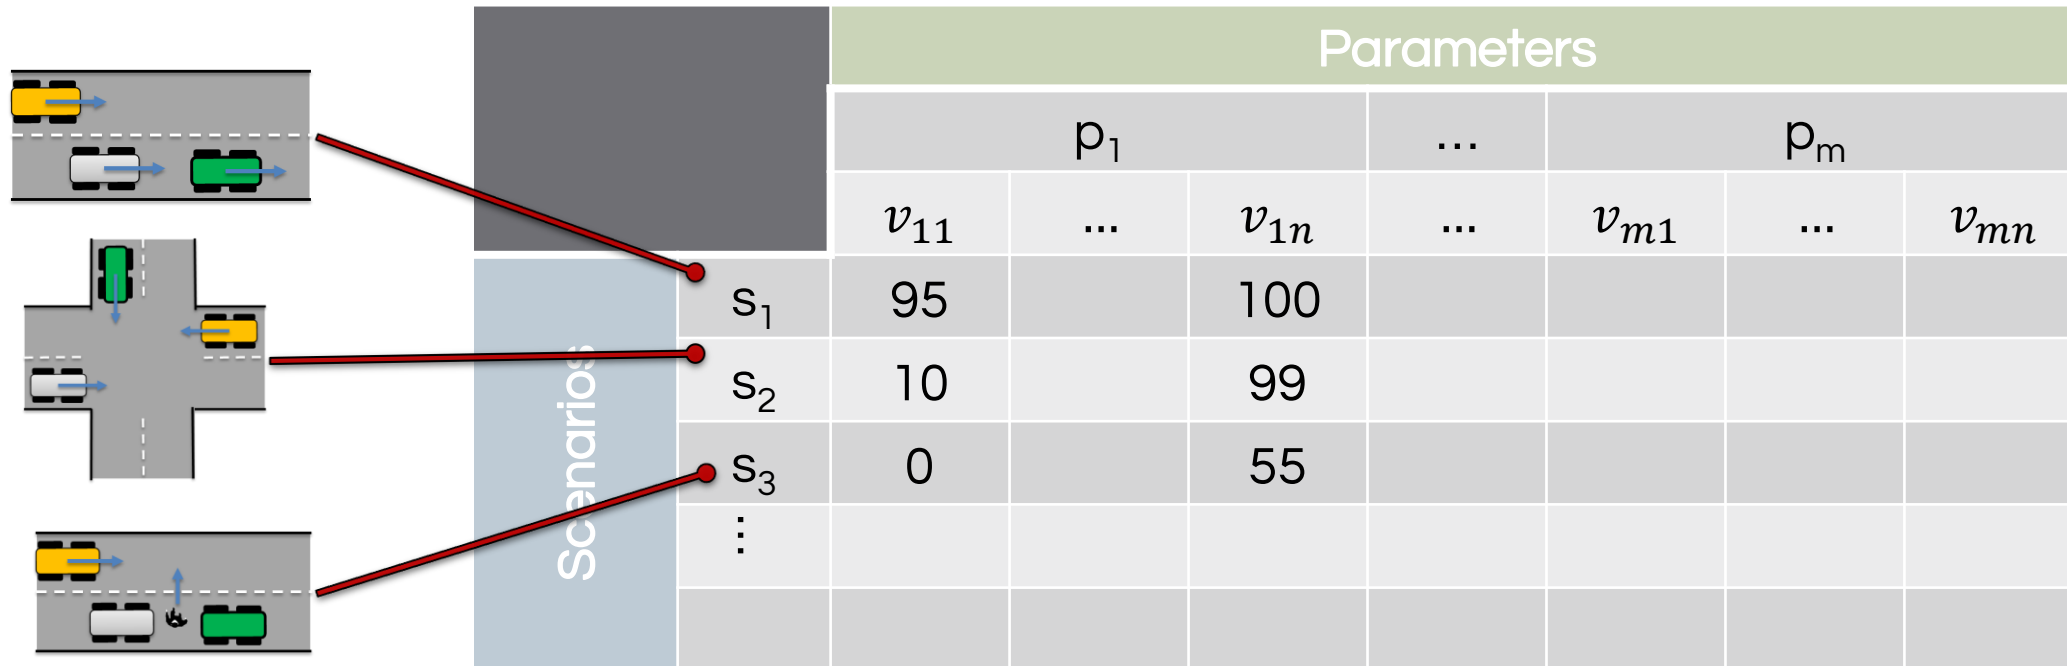 Parameters
p₁ ... pₘ
v₁₁ ... v₁ₙ ... vₘ₁ ... vₘₙ
Scenarios
s₁ 95 100
s₂ 10 99
s₃ 0 55
⋮